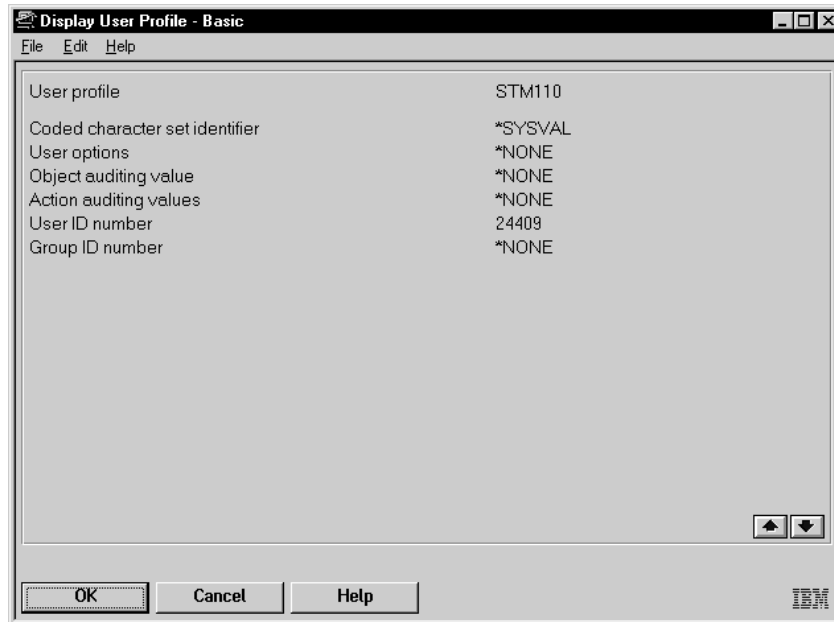 Display User Profile - Basic
File Edit Help
User profile STM110
Coded character set identifier *SYSVAL
User options *NONE
Object auditing value *NONE
Action auditing values *NONE
User ID number 24409
Group ID number *NONE
OK Cancel Help IBM